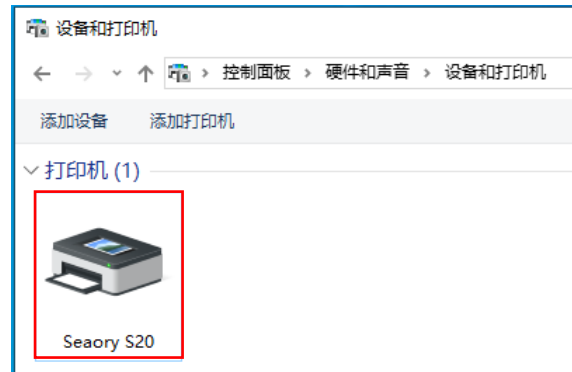 设备和打印机
控制面板 › 硬件和声音 › 设备和打印机
添加设备 添加打印机
打印机 (1)
Seaory S20